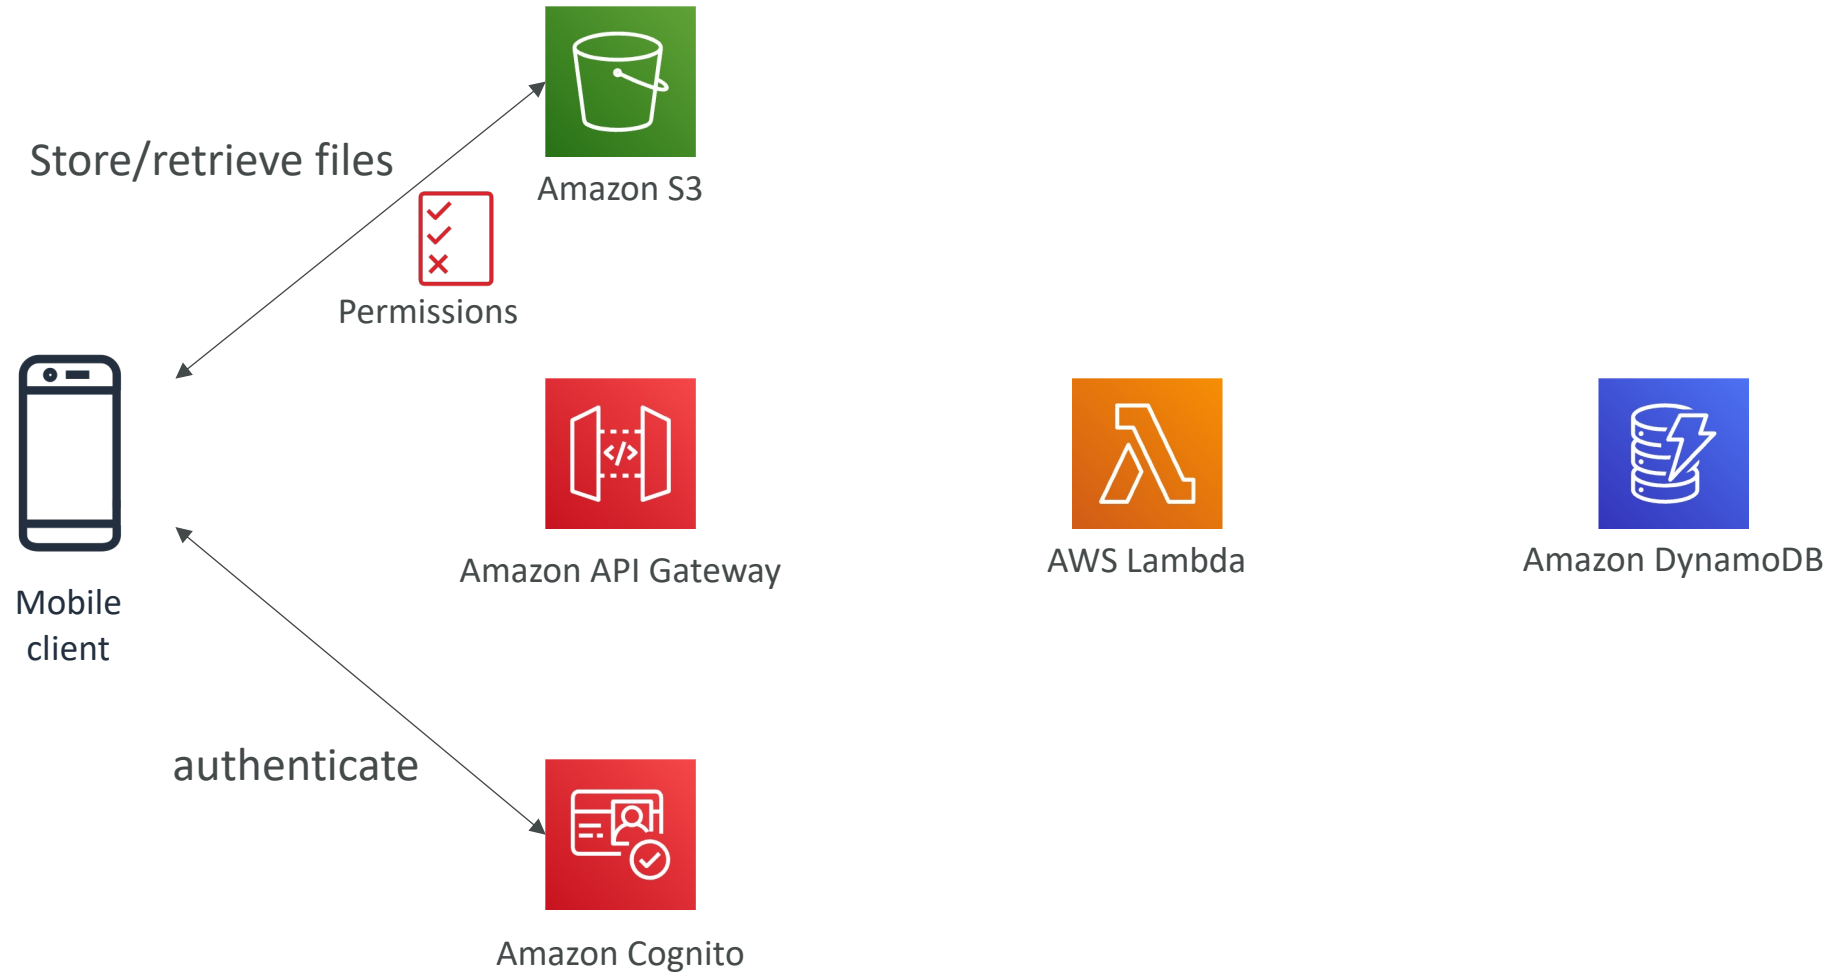 Store/retrieve files
Amazon S3
Permissions
Mobile
client
Amazon API Gateway
AWS Lambda
Amazon DynamoDB
authenticate
Amazon Cognito